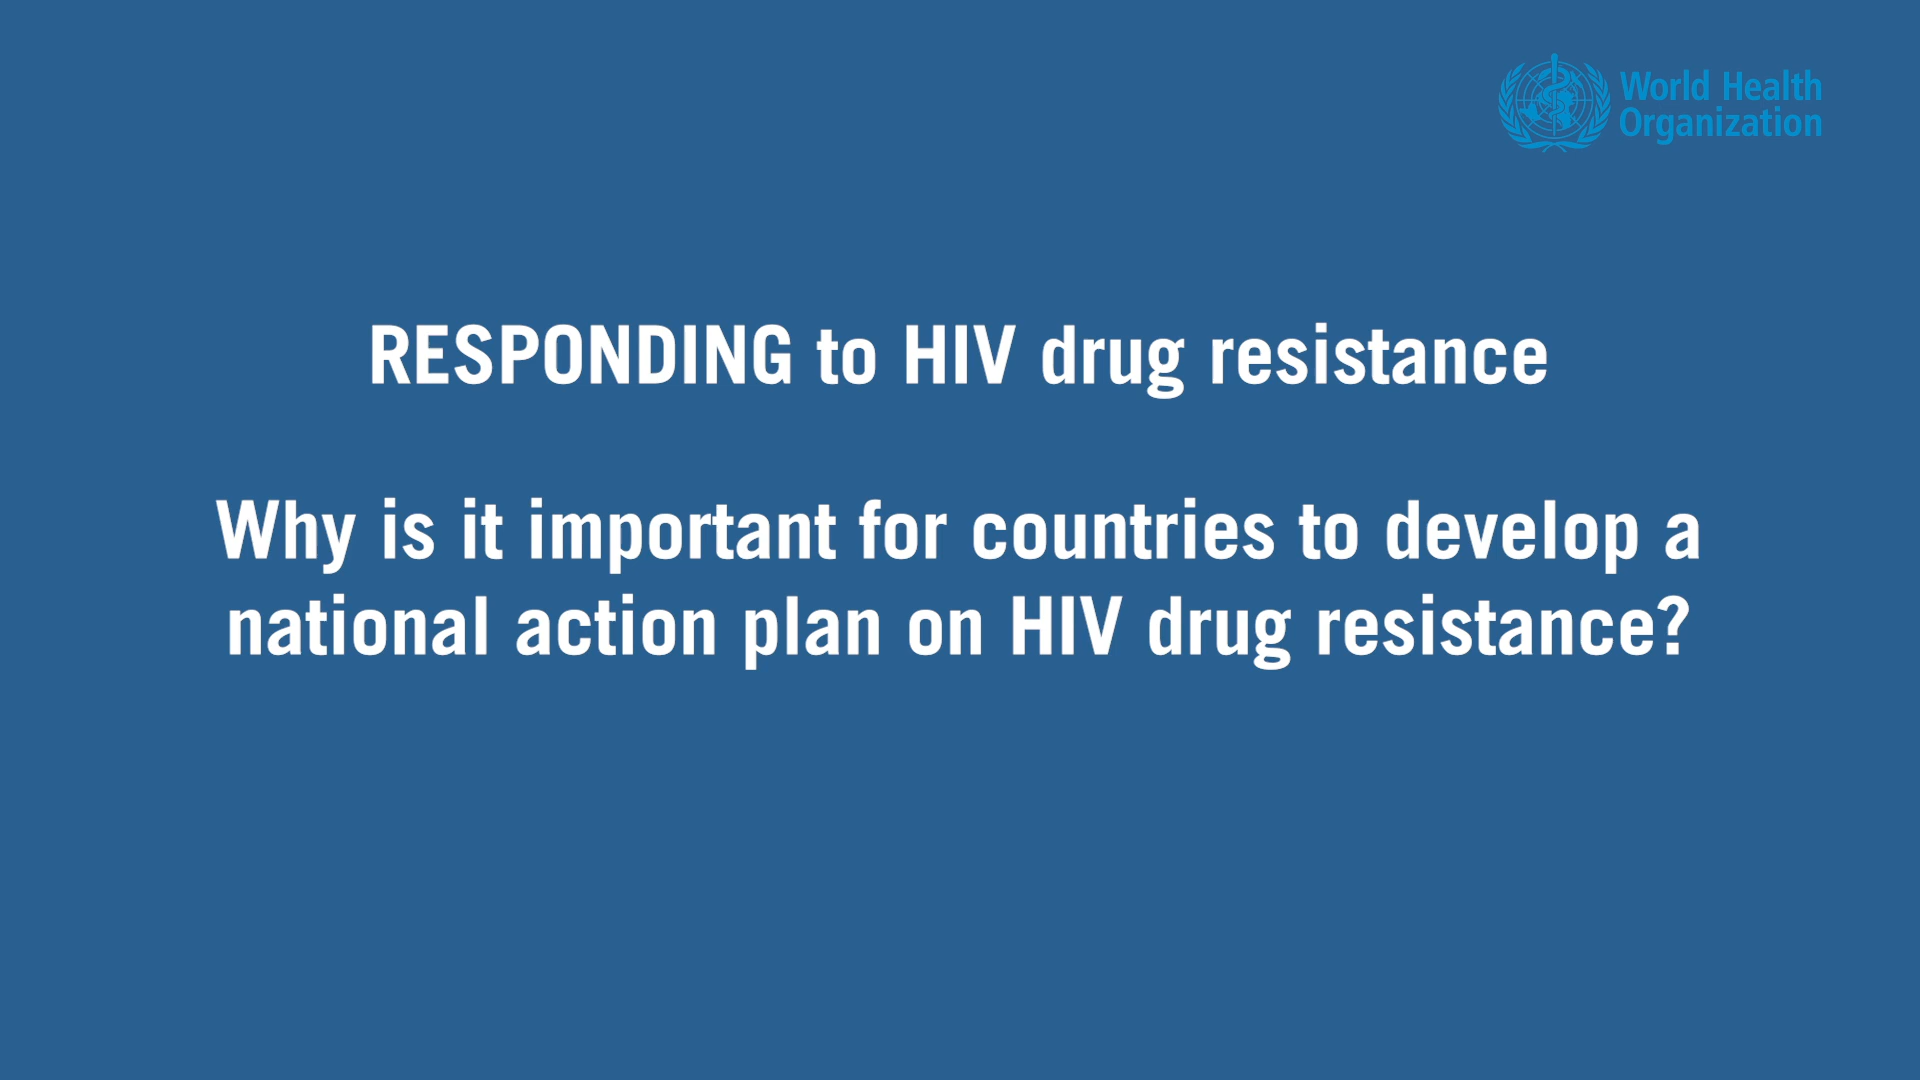 World Health
Organization
RESPONDING to HIV drug resistance
Why is it important for countries to develop a
national action plan on HIV drug resistance?